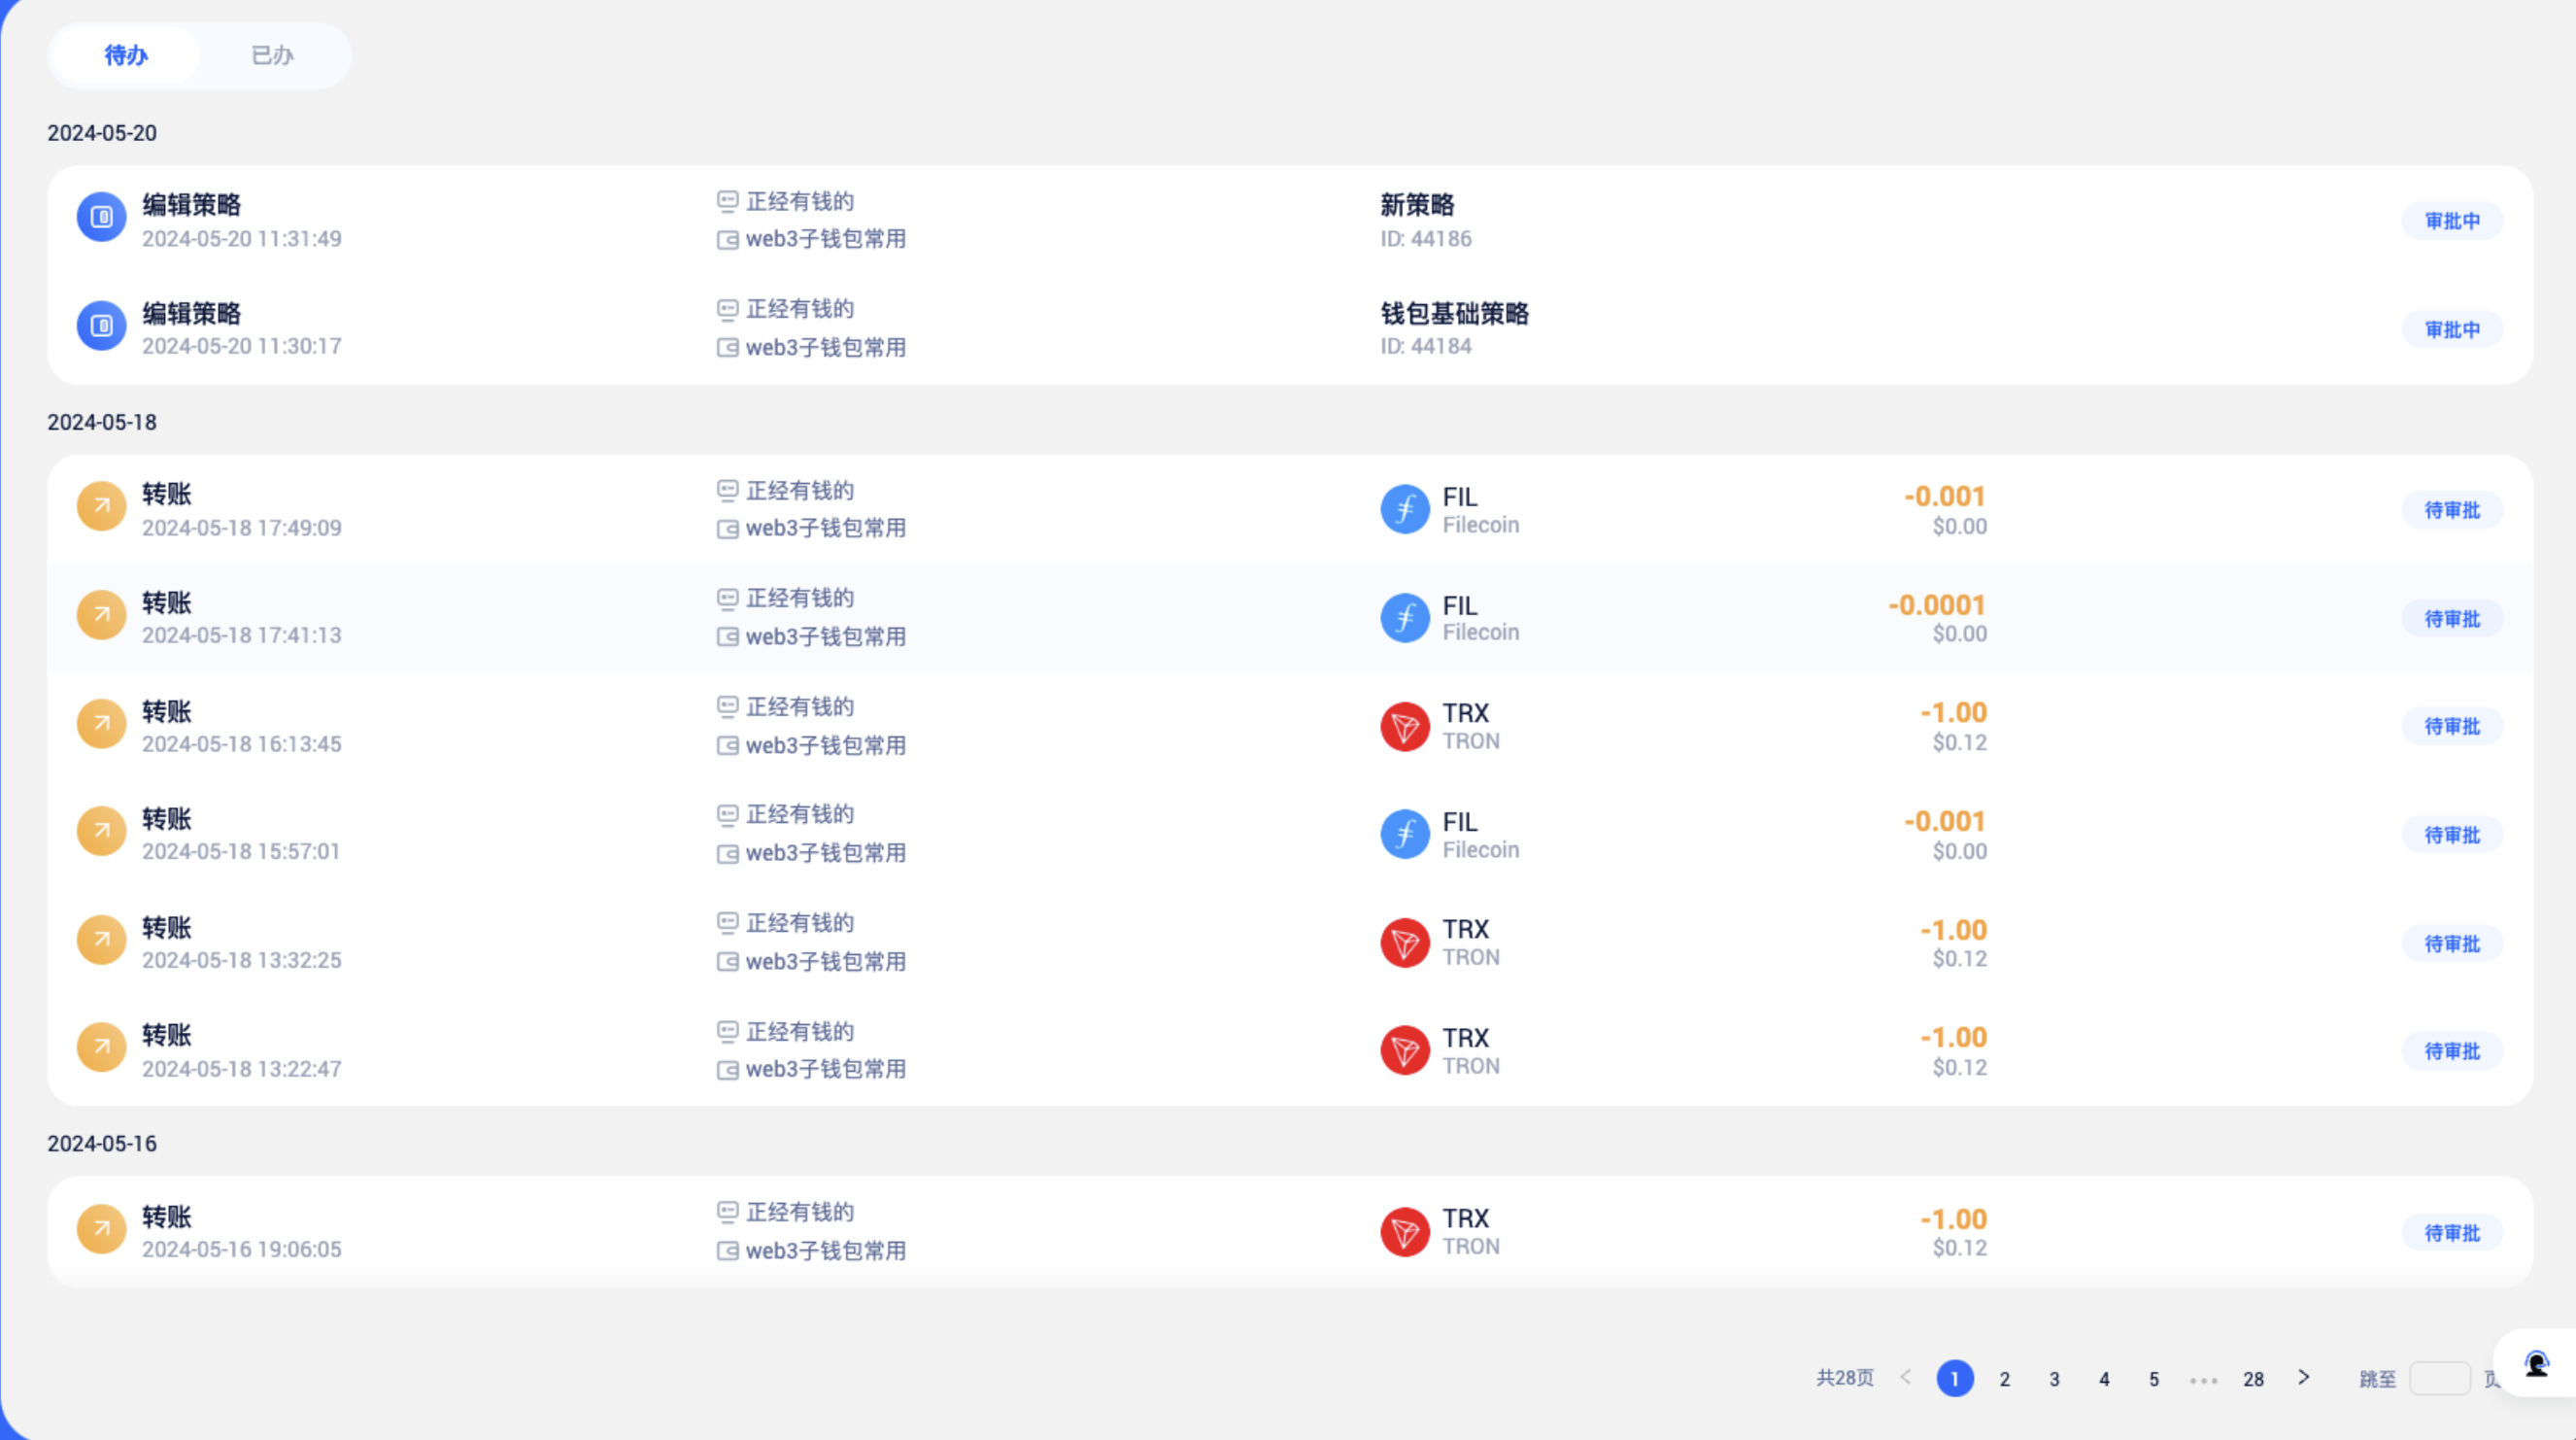 待办
已办
2024-05-20
编辑策略
2024-05-20 11:31:49
正经有钱的
web3子钱包常用
新策略
ID: 44186
审批中
编辑策略
2024-05-20 11:30:17
正经有钱的
web3子钱包常用
钱包基础策略
ID: 44184
审批中
2024-05-18
转账
2024-05-18 17:49:09
正经有钱的
web3子钱包常用
FIL
Filecoin
-0.001
$0.00
待审批
转账
2024-05-18 17:41:13
正经有钱的
web3子钱包常用
FIL
Filecoin
-0.0001
$0.00
待审批
转账
2024-05-18 16:13:45
正经有钱的
web3子钱包常用
TRX
TRON
-1.00
$0.12
待审批
转账
2024-05-18 15:57:01
正经有钱的
web3子钱包常用
FIL
Filecoin
-0.001
$0.00
待审批
转账
2024-05-18 13:32:25
正经有钱的
web3子钱包常用
TRX
TRON
-1.00
$0.12
待审批
转账
2024-05-18 13:22:47
正经有钱的
web3子钱包常用
TRX
TRON
-1.00
$0.12
待审批
2024-05-16
转账
2024-05-16 19:06:05
正经有钱的
web3子钱包常用
TRX
TRON
-1.00
$0.12
待审批
共28页 < 1 2 3 4 5 ••• 28 > 跳至 页